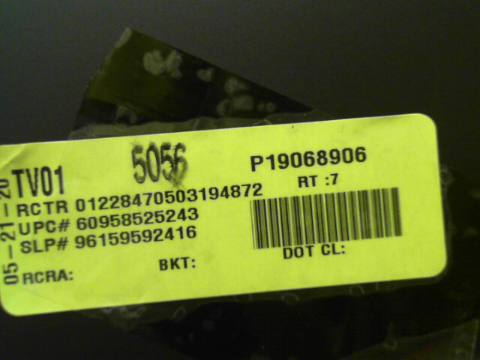 TV01 5056 P19068906
RCTR 01228470503194872 RT :7
UPC# 60958525243
SLP# 96159592416
RCRA: BKT: DOT CL:
05-21-20